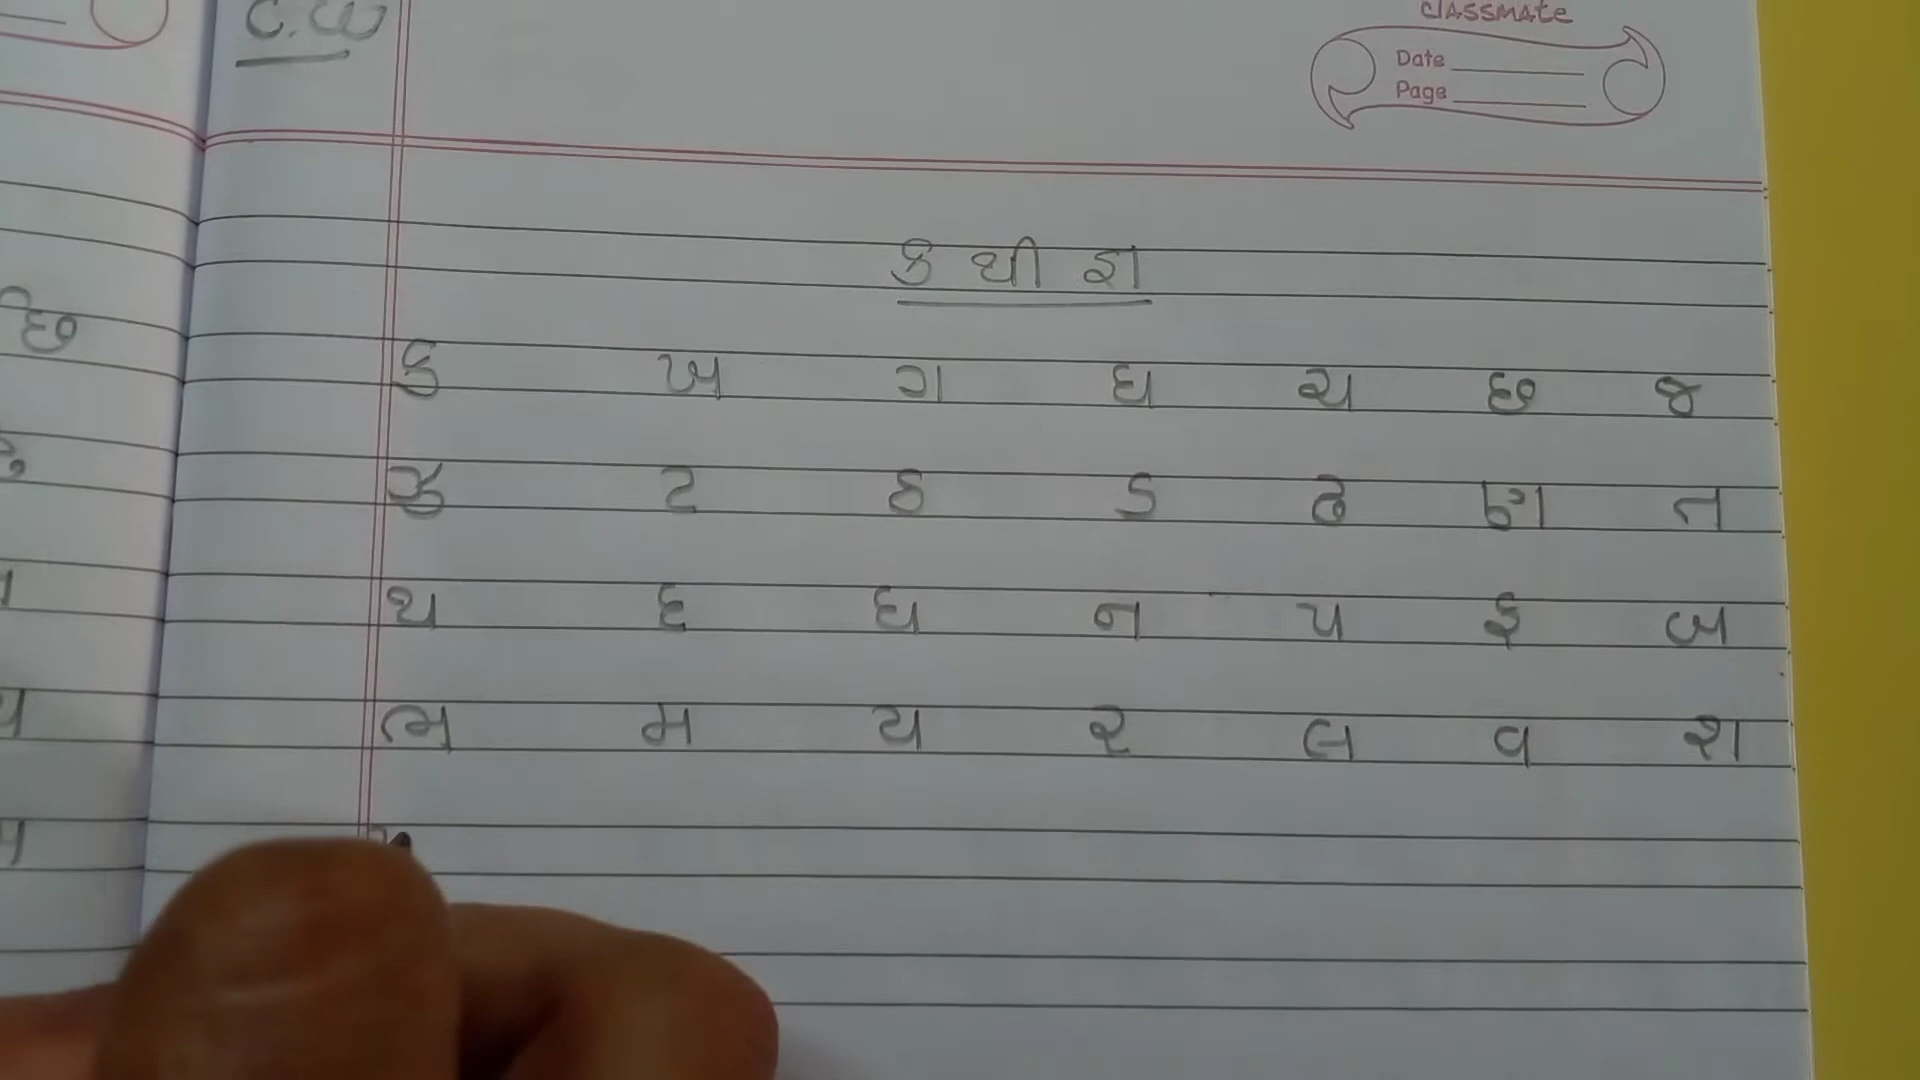 C.W
classmate
Date
Page
ક થી જ્ઞ
ક ખ ગ ઘ ચ છ જ
ઝ ટ ઠ ડ ઢ ણ ત
થ દ ધ ન પ ફ બ
ભ મ ય ર લ વ શ
છ